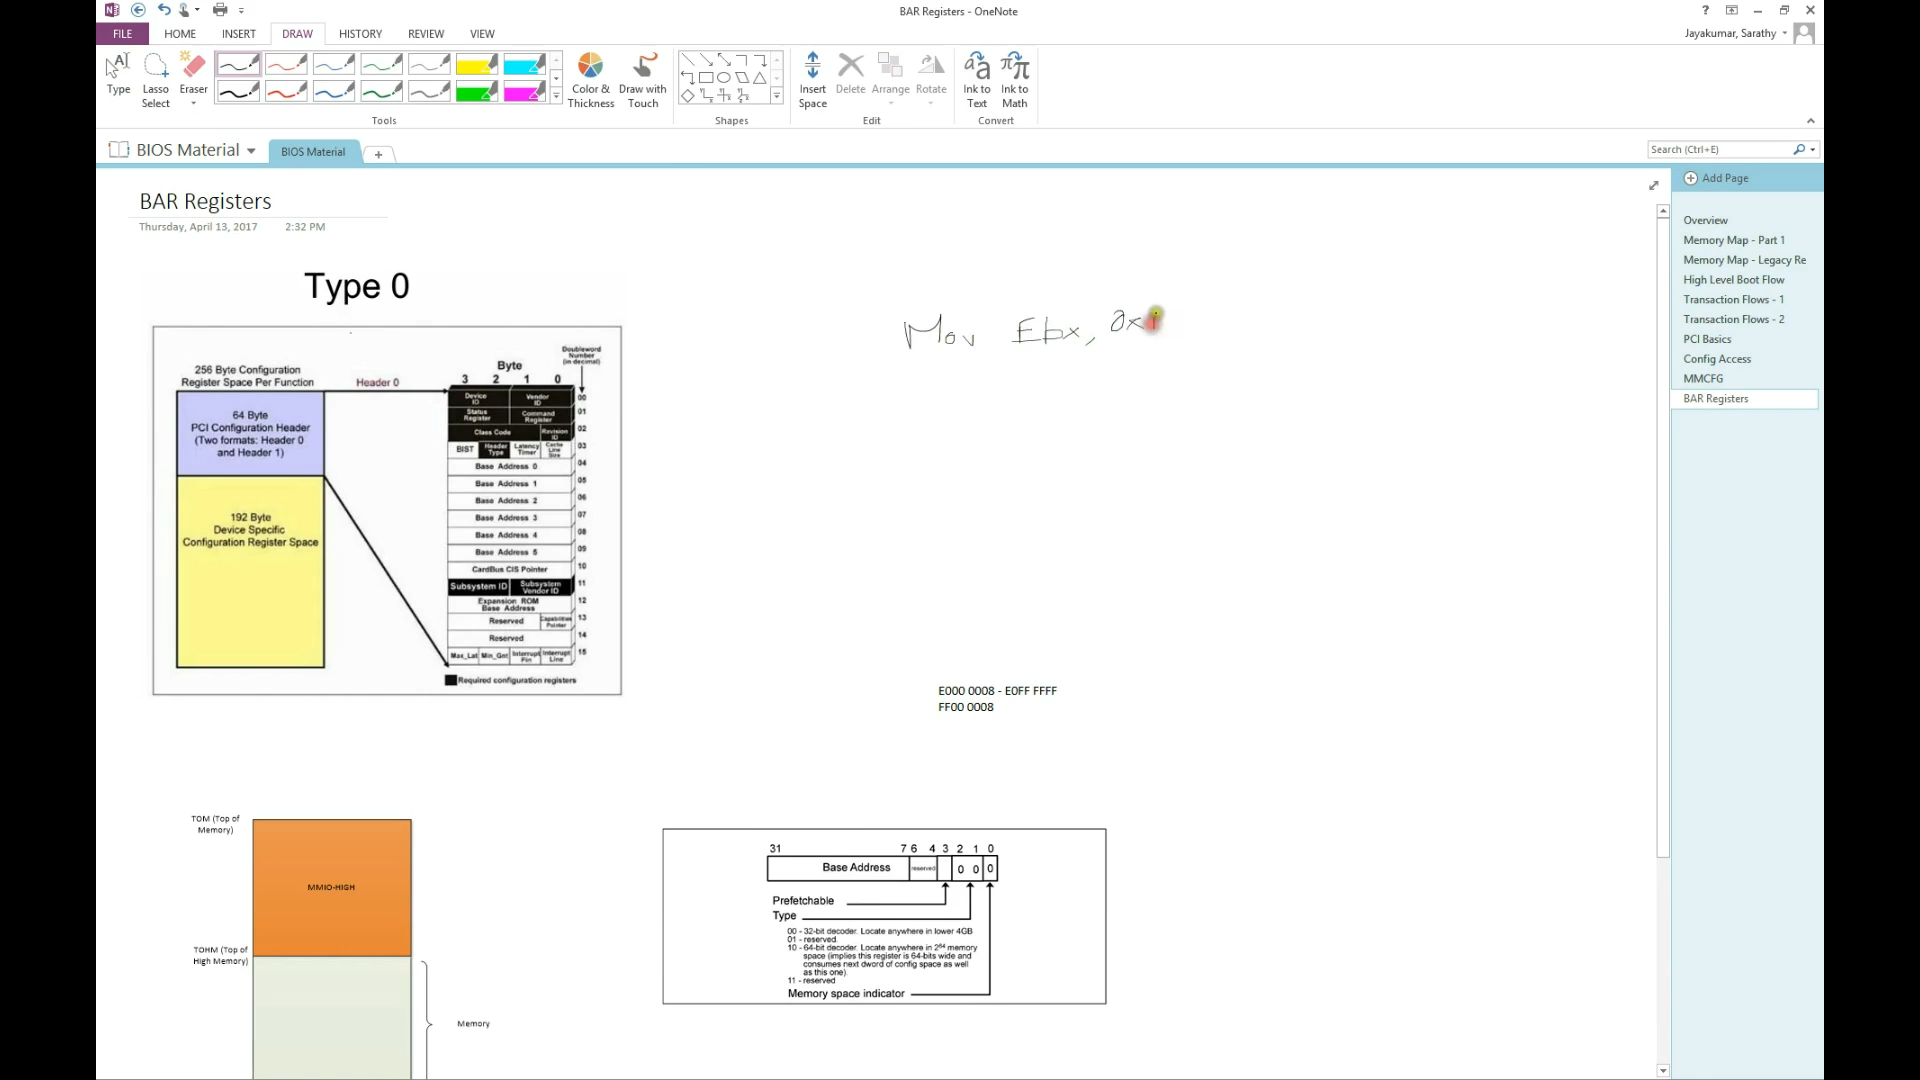 BAR Registers - OneNote
FILE HOME INSERT DRAW HISTORY REVIEW VIEW
Jayakumar, Sarathy
Type
Lasso Select
Eraser
Color & Thickness
Draw with Touch
Insert Space
Delete
Arrange
Rotate
Ink to Text
Ink to Math
Tools
Shapes
Edit
Convert
BIOS Material
BIOS Material
Search (Ctrl+E)
Add Page
Overview
Memory Map - Part 1
Memory Map - Legacy Re
High Level Boot Flow
Transaction Flows - 1
Transaction Flows - 2
PCI Basics
Config Access
MMCFG
BAR Registers
BAR Registers
Thursday, April 13, 2017 2:32 PM
Type 0
256 Byte Configuration
Register Space Per Function
Header 0
64 Byte
PCI Configuration Header
(Two formats: Header 0
and Header 1)
192 Byte
Device Specific
Configuration Register Space
Doubleword
Number
(in decimal)
Byte
3 2 1 0
Device ID Vendor ID 00
Status Register Command Register 01
Class Code Revision ID 02
BIST Header Type Latency Timer Cache Line Size 03
Base Address 0 04
Base Address 1 05
Base Address 2 06
Base Address 3 07
Base Address 4 08
Base Address 5 09
CardBus CIS Pointer 10
Subsystem ID Subsystem Vendor ID 11
Expansion ROM Base Address 12
Reserved Capabilities Pointer 13
Reserved 14
Max_Lat Min_Gnt Interrupt Pin Interrupt Line 15
Required configuration registers
Mov Ebx, 0x
E000 0008 - E0FF FFFF
FF00 0008
TOM (Top of
Memory)
MMIO-HIGH
TOHM (Top of
High Memory)
Memory
31 7 6 4 3 2 1 0
Base Address reserved 0 0 0
Prefetchable
Type
00 - 32-bit decoder. Locate anywhere in lower 4GB
01 - reserved.
10 - 64-bit decoder. Locate anywhere in 2⁶⁴ memory
space (implies this register is 64-bits wide and
consumes next dword of config space as well
as this one).
11 - reserved
Memory space indicator